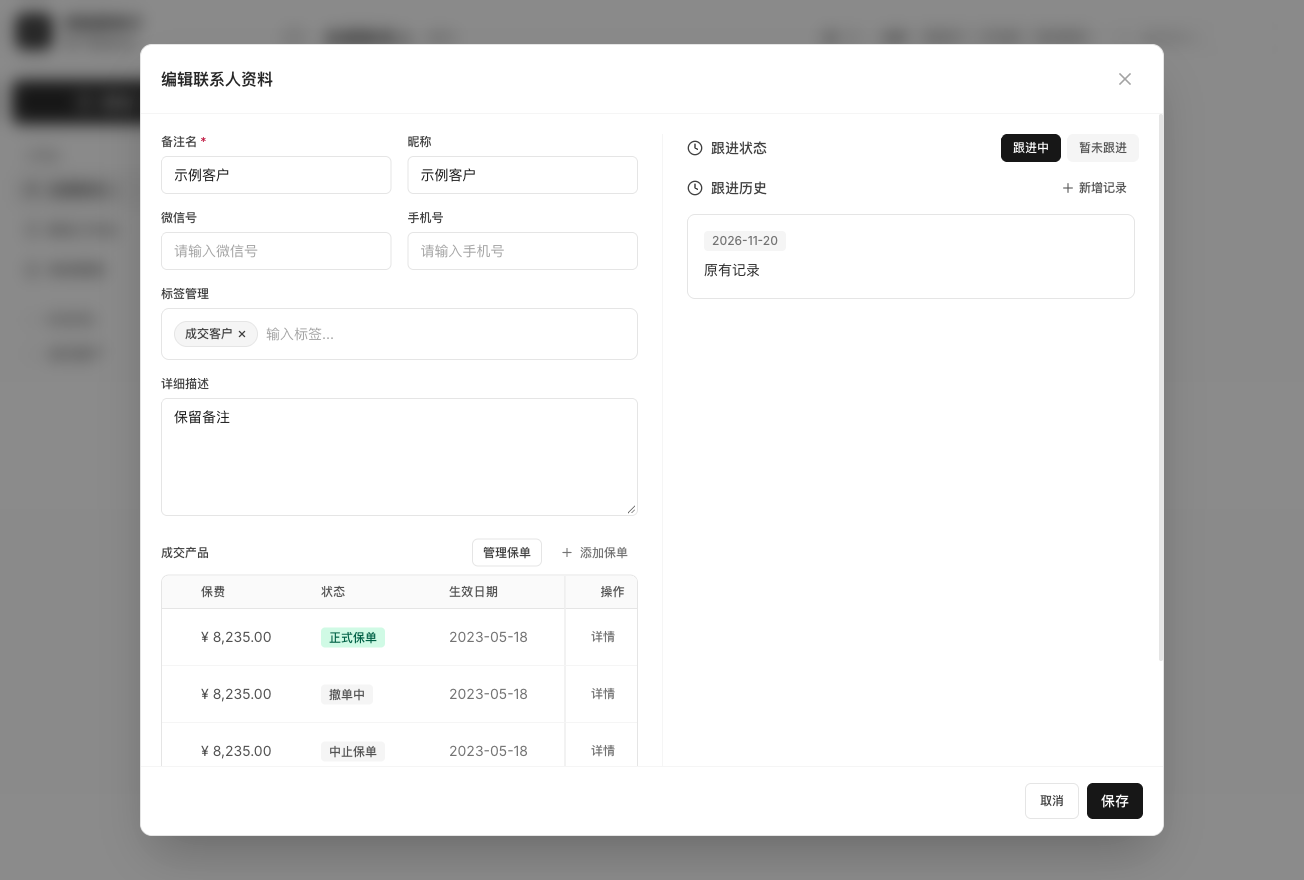 编辑联系人资料
备注名 *
昵称
示例客户
示例客户
微信号
手机号
请输入微信号
请输入手机号
标签管理
成交客户 ×
输入标签...
详细描述
保留备注
成交产品
管理保单
+ 添加保单
保费 状态 生效日期 操作
¥ 8,235.00 正式保单 2023-05-18 详情
¥ 8,235.00 撤单中 2023-05-18 详情
¥ 8,235.00 中止保单 2023-05-18 详情
跟进状态
跟进中
暂未跟进
跟进历史
+ 新增记录
2026-11-20
原有记录
取消
保存